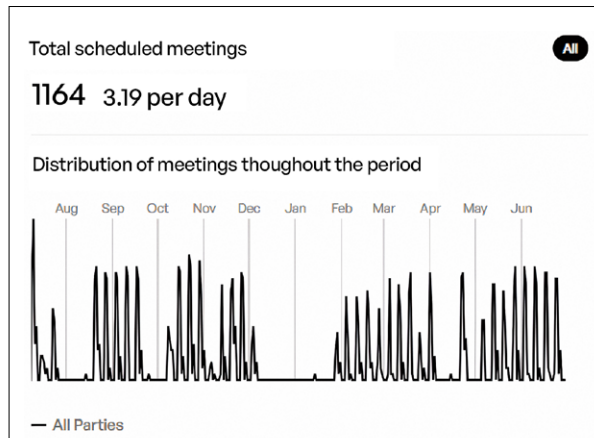 Total scheduled meetings
All
1164 3.19 per day
Distribution of meetings thoughout the period
Aug Sep Oct Nov Dec Jan Feb Mar Apr May Jun
All Parties